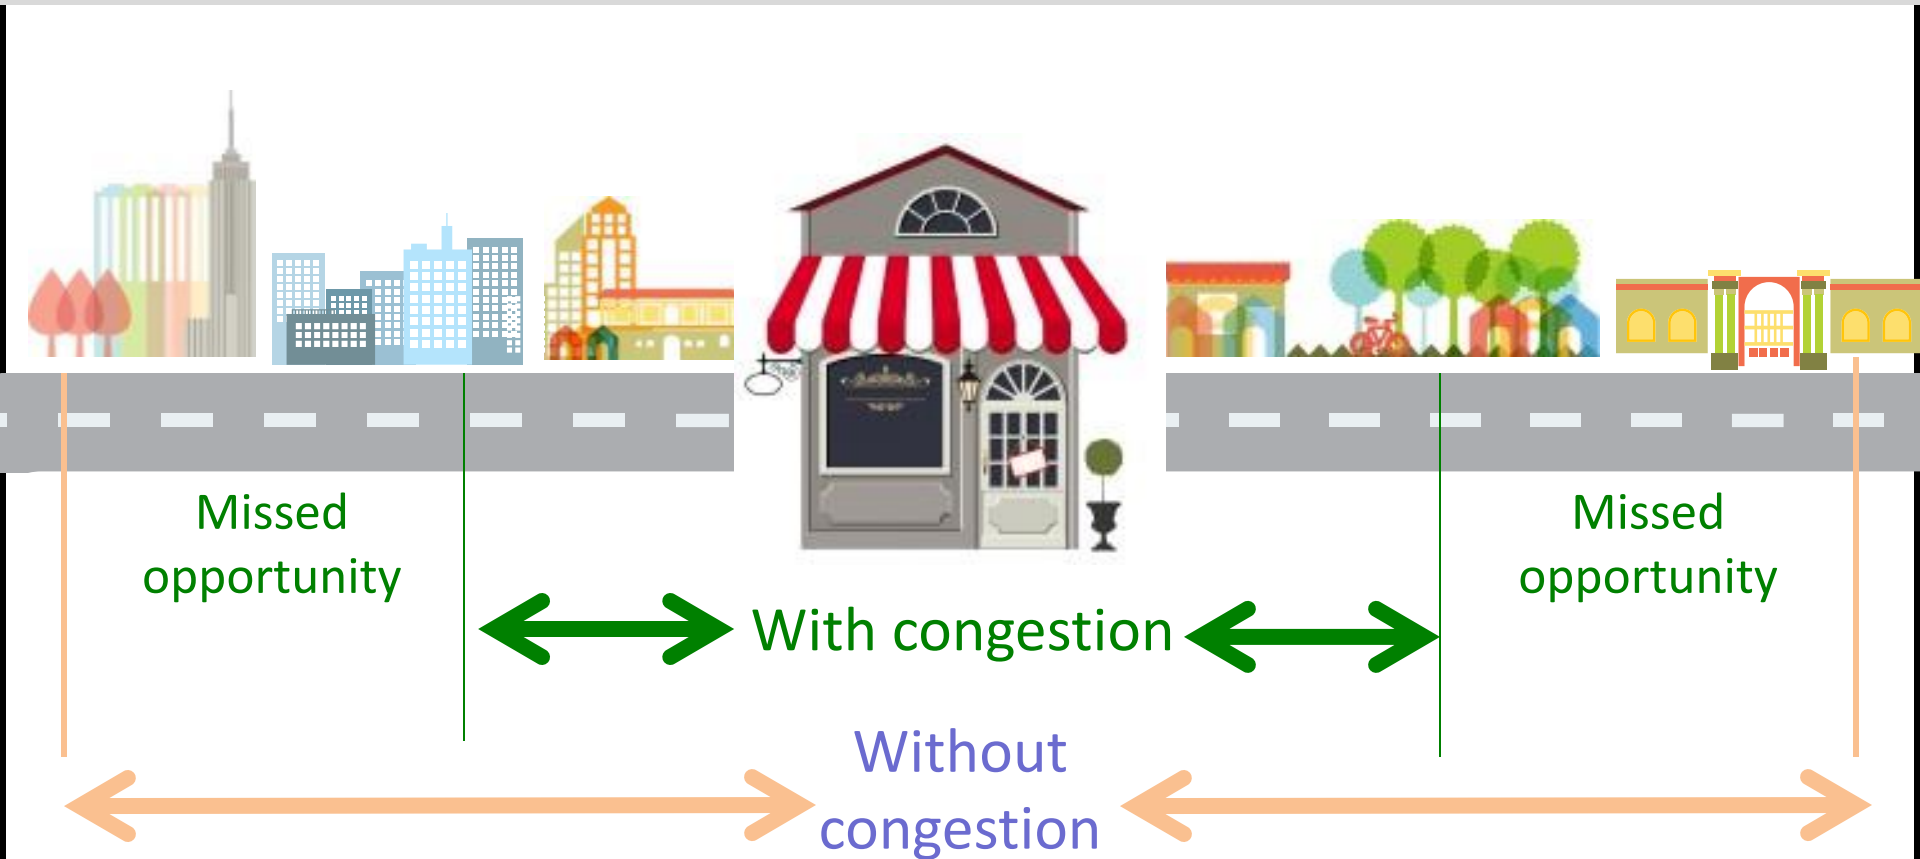 Missed
opportunity
Missed
opportunity
With congestion
Without
congestion